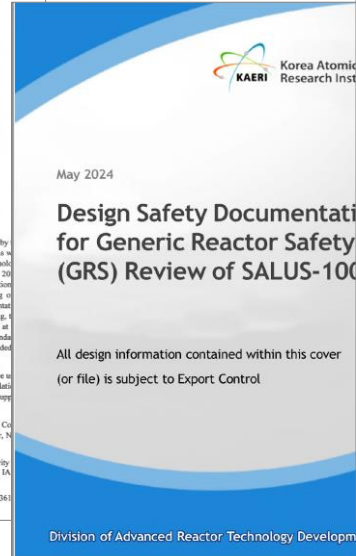 KAERI
Korea Atomic
Research Inst
May 2024
Design Safety Documentati
for Generic Reactor Safety
(GRS) Review of SALUS-100
All design information contained within this cover
(or file) is subject to Export Control
Division of Advanced Reactor Technology Developm